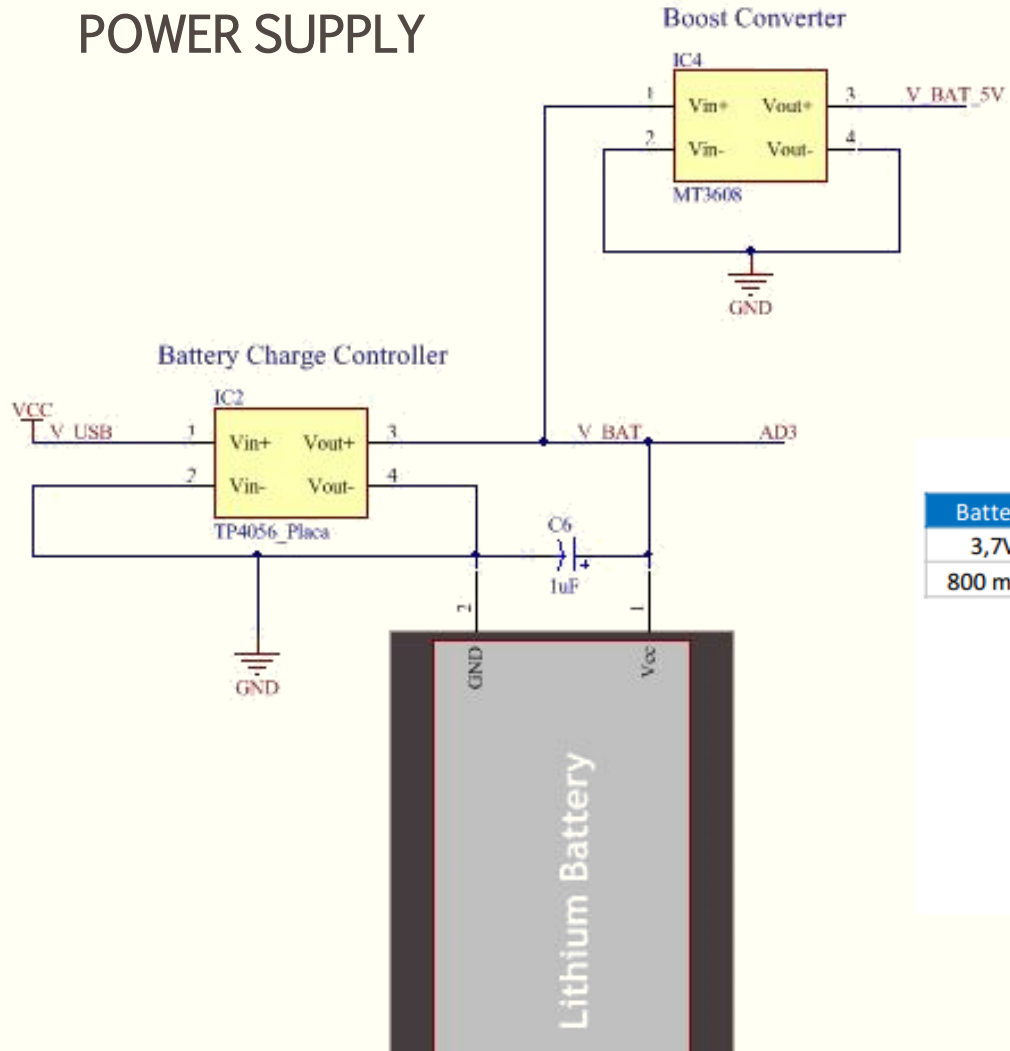 POWER SUPPLY
Boost Converter
IC4
1 Vin+ Vout+ 3 V_BAT_5V
2 Vin- Vout- 4
MT3608
GND
Battery Charge Controller
IC2
VCC
V_USB 1 Vin+ Vout+ 3 V_BAT AD3
2 Vin- Vout- 4
TP4056_Placa
C6
+
1uF
GND
2 1
GND Vcc
Lithium Battery
3,7V
800